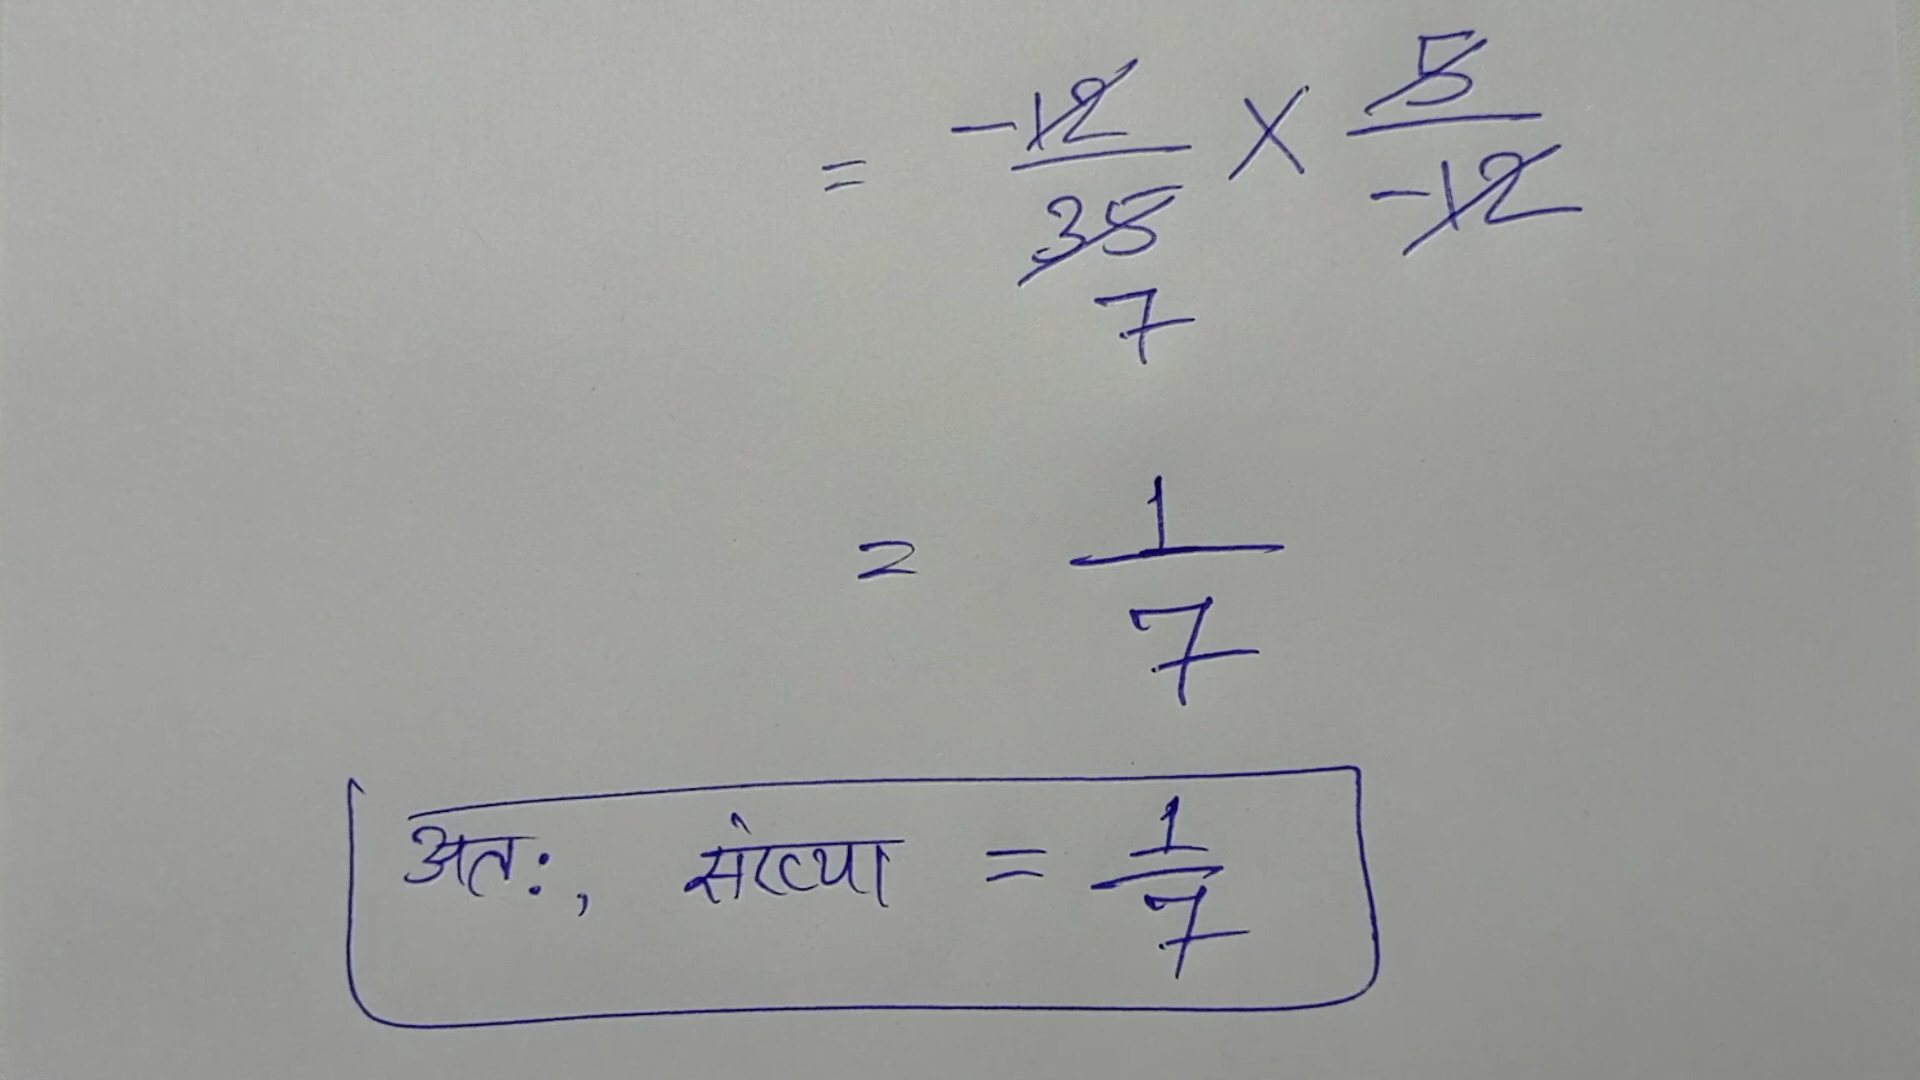 = -12/35 × 5/-12
7
= 1/7
अतः, संख्या = 1/7